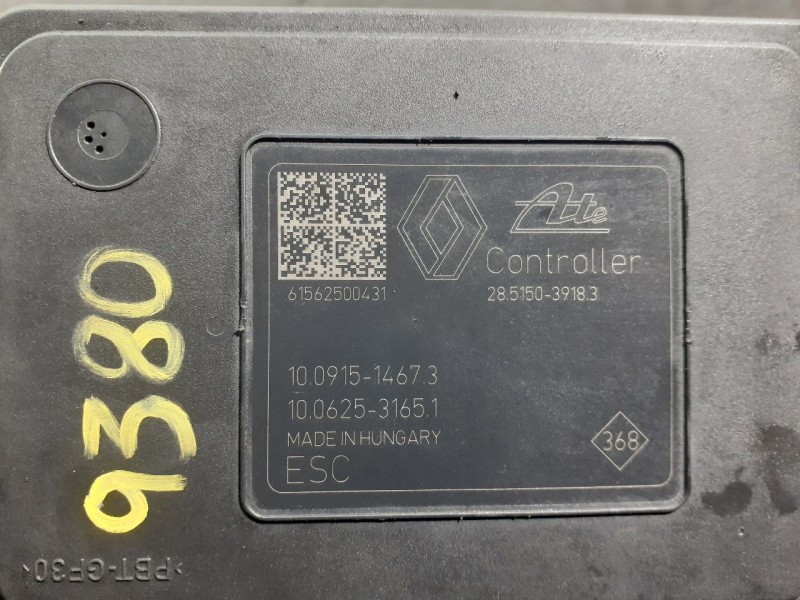 Ate
Controller
61562500431
28.5150-3918.3
10.0915-1467.3
10.0625-3165.1
MADE IN HUNGARY
ESC
368
9380
>PBT-GF30<